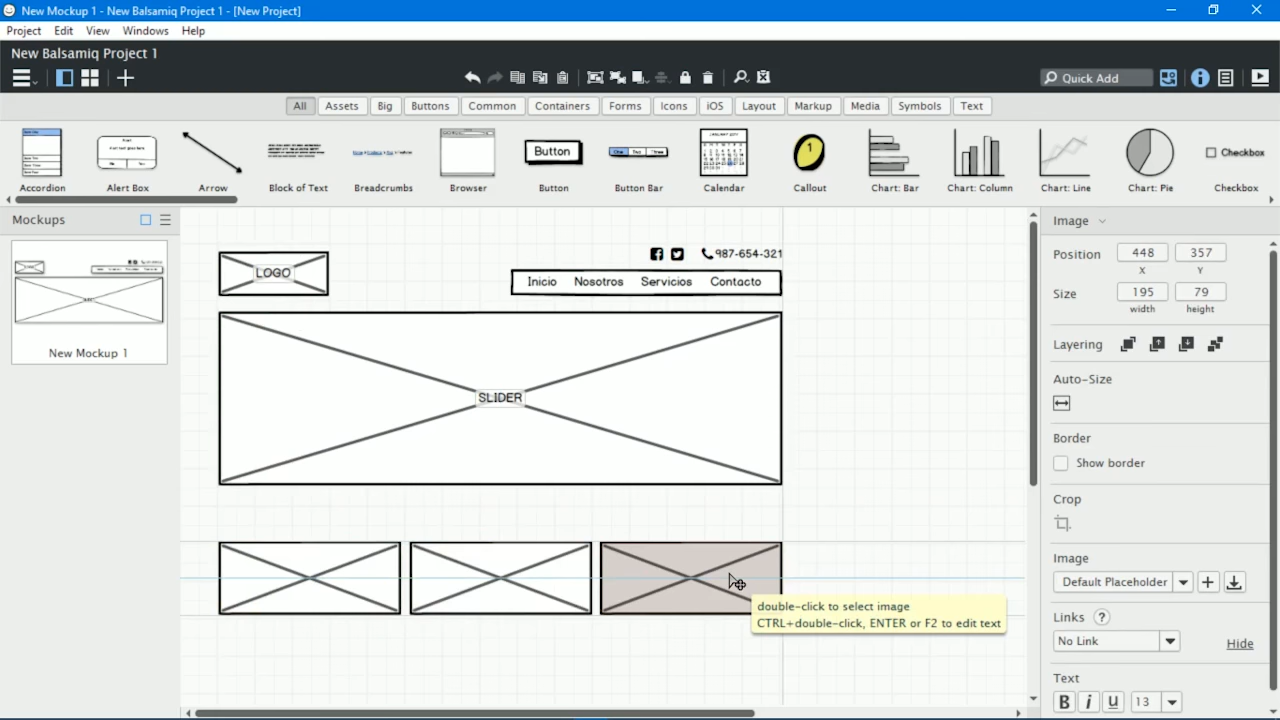 New Mockup 1 - New Balsamiq Project 1 - [New Project]
Project Edit View Windows Help
New Balsamiq Project 1
Quick Add
All Assets Big Buttons Common Containers Forms Icons iOS Layout Markup Media Symbols Text
Button
One Two Three
1
Checkbox
Accordion Alert Box Arrow Block of Text Breadcrumbs Browser Button Button Bar Calendar Callout Chart: Bar Chart: Column Chart: Line Chart: Pie Checkbox
Mockups
New Mockup 1
LOGO
987-654-321
Inicio Nosotros Servicios Contacto
SLIDER
double-click to select image
CTRL+double-click, ENTER or F2 to edit text
Image
Position 448 357
X Y
Size 195 79
width height
Layering
Auto-Size
Border
Show border
Crop
Image
Default Placeholder
Links ?
No Link Hide
Text
B i U 13